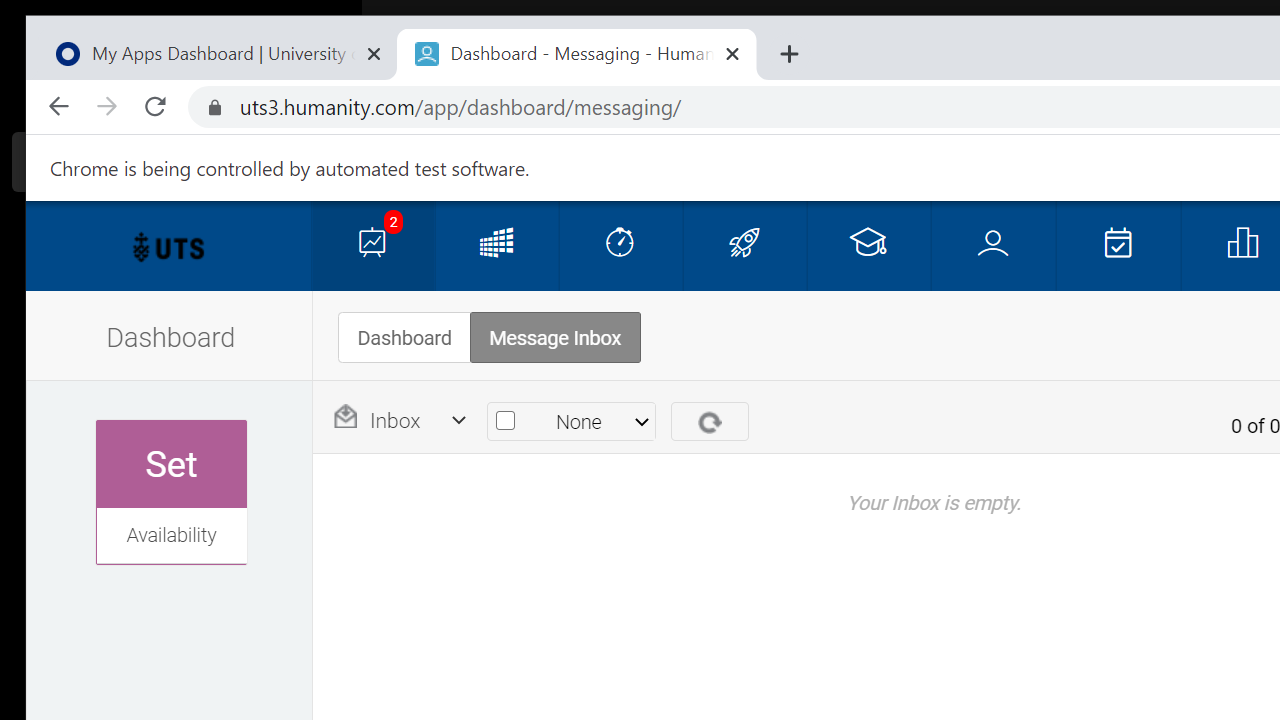 My Apps Dashboard | University
Dashboard - Messaging - Human
uts3.humanity.com/app/dashboard/messaging/
Chrome is being controlled by automated test software.
UTS
2
Dashboard
Dashboard
Message Inbox
Inbox
None
0 of 0
Set
Availability
Your Inbox is empty.